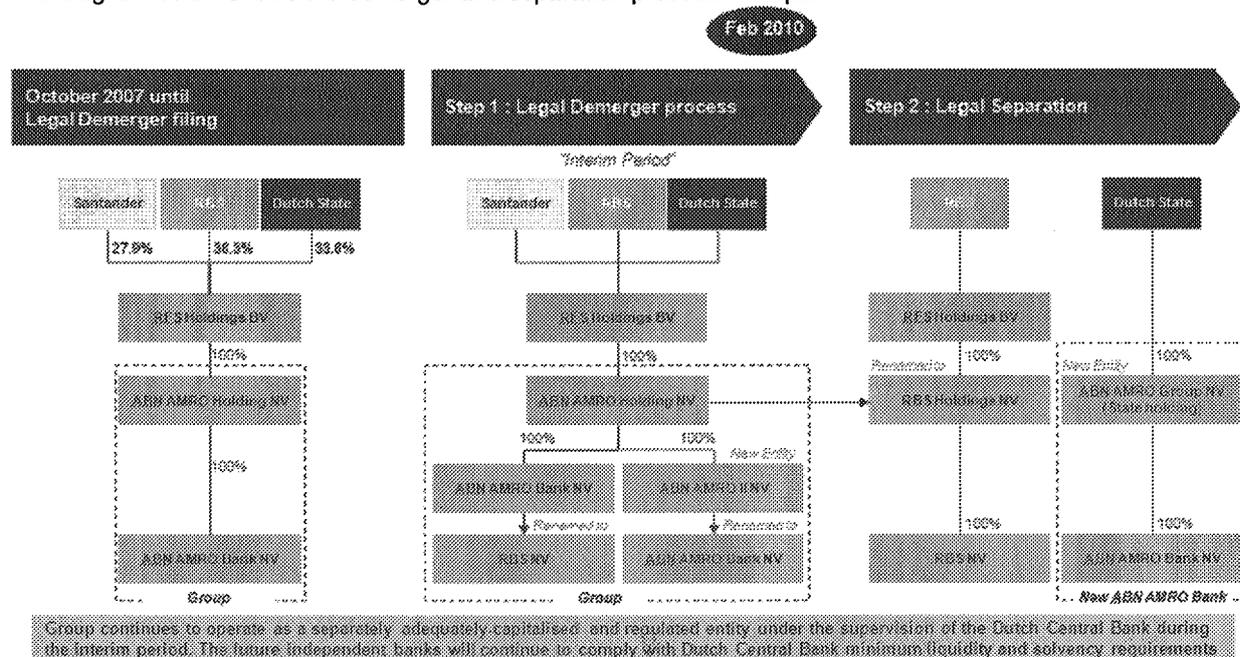 Feb 2010
October 2007 until
Legal Demerger filing
Step 1 : Legal Demerger process
Step 2 : Legal Separation
"Interim Period"
Santander
Dutch State
Santander
RBS
Dutch State
Dutch State
27.9%
38.3%
33.8%
RFS Holdings BV
RFS Holdings BV
RFS Holdings BV
100%
100%
100%
100%
Renamed to
New Entity
ABN AMRO Holding NV
ABN AMRO Holding NV
RBS Holdings NV
ABN AMRO Group NV
(State holding)
100%
100%
100%
New Entity
ABN AMRO Bank NV
ABN AMRO II NV
Renamed to
Renamed to
100%
100%
ABN AMRO Bank NV
RBS NV
ABN AMRO Bank NV
RBS NV
ABN AMRO Bank NV
Group
Group
New ABN AMRO Bank
Group continues to operate as a separately adequately capitalised and regulated entity under the supervision of the Dutch Central Bank during
the interim period. The future independent banks will continue to comply with Dutch Central Bank minimum liquidity and solvency requirements